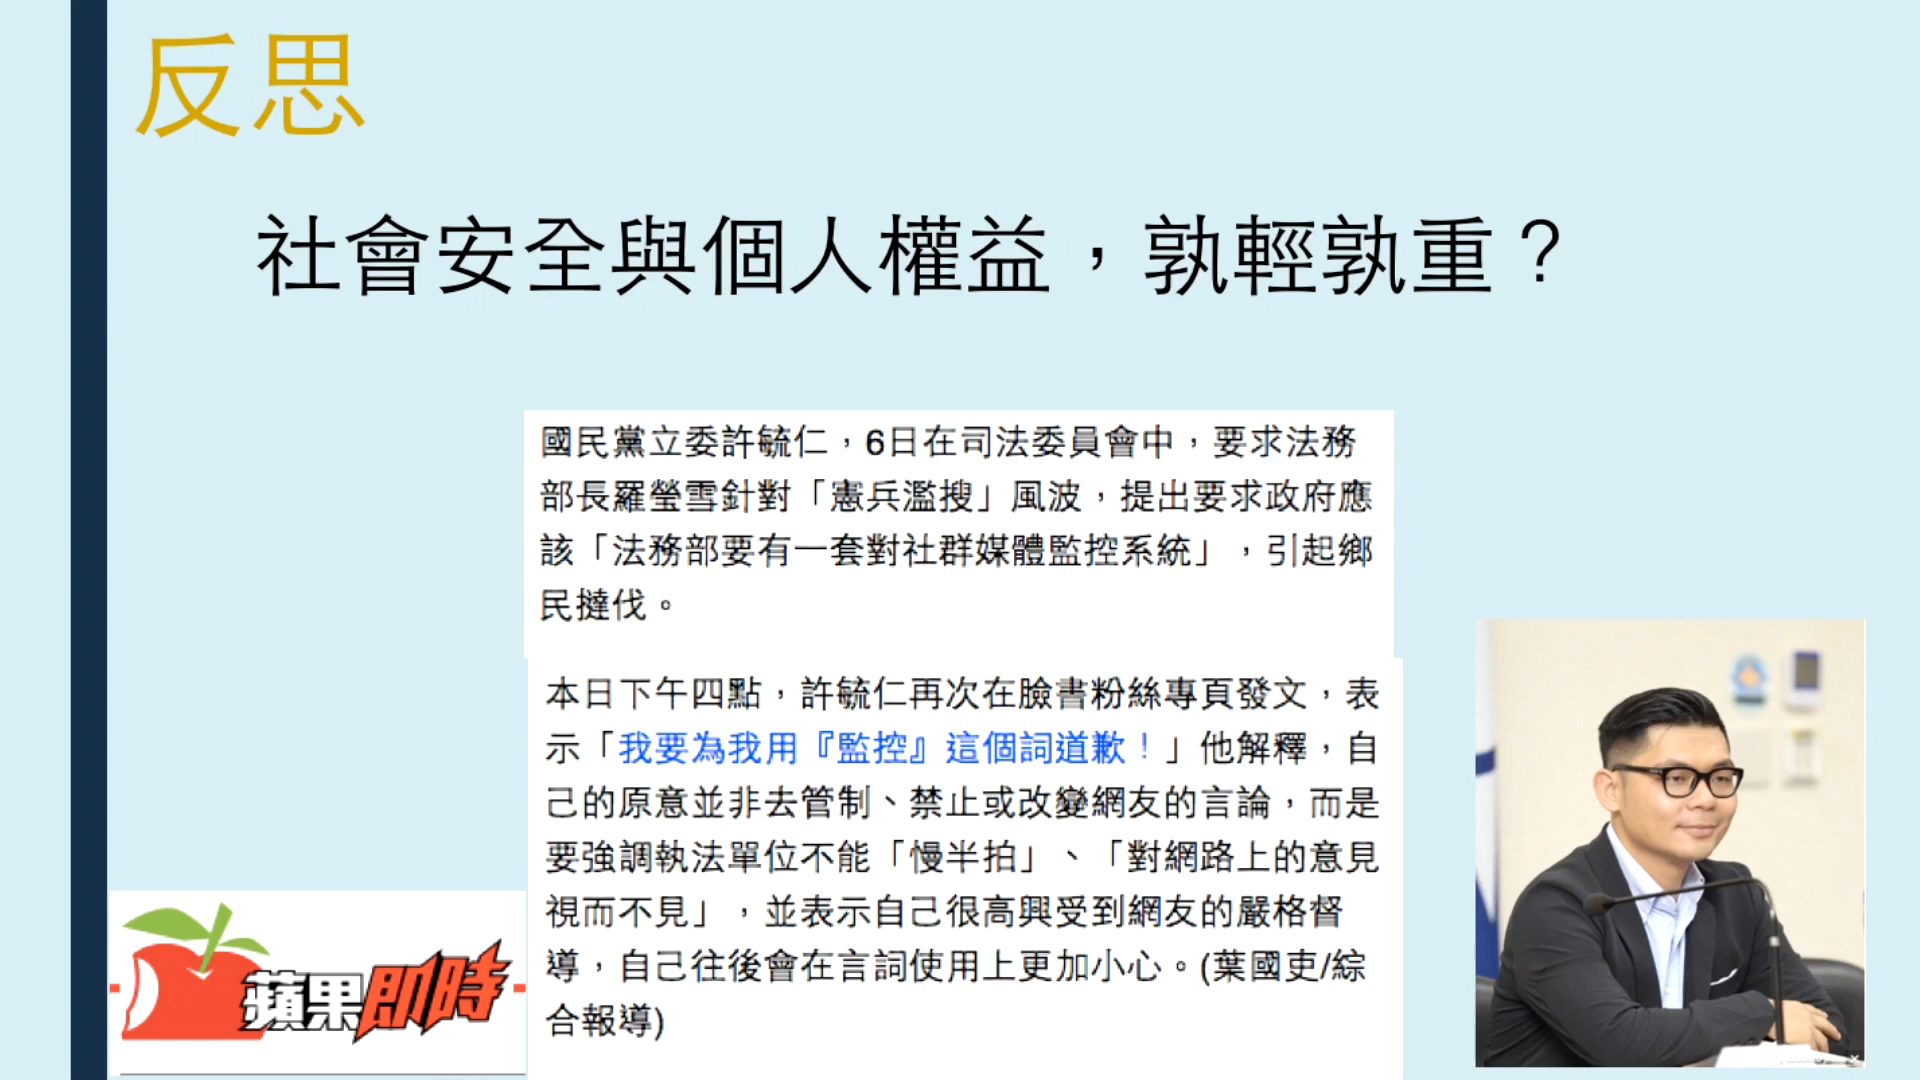 反思
社會安全與個人權益，孰輕孰重？
國民黨立委許毓仁，6日在司法委員會中，要求法務
部長羅瑩雪針對「憲兵濫搜」風波，提出要求政府應
該「法務部要有一套對社群媒體監控系統」，引起鄉
民撻伐。
本日下午四點，許毓仁再次在臉書粉絲專頁發文，表
示「我要為我用『監控』這個詞道歉！」他解釋，自
己的原意並非去管制、禁止或改變網友的言論，而是
要強調執法單位不能「慢半拍」、「對網路上的意見
視而不見」，並表示自己很高興受到網友的嚴格督
導，自己往後會在言詞使用上更加小心。(葉國吏/綜
合報導)
蘋果即時